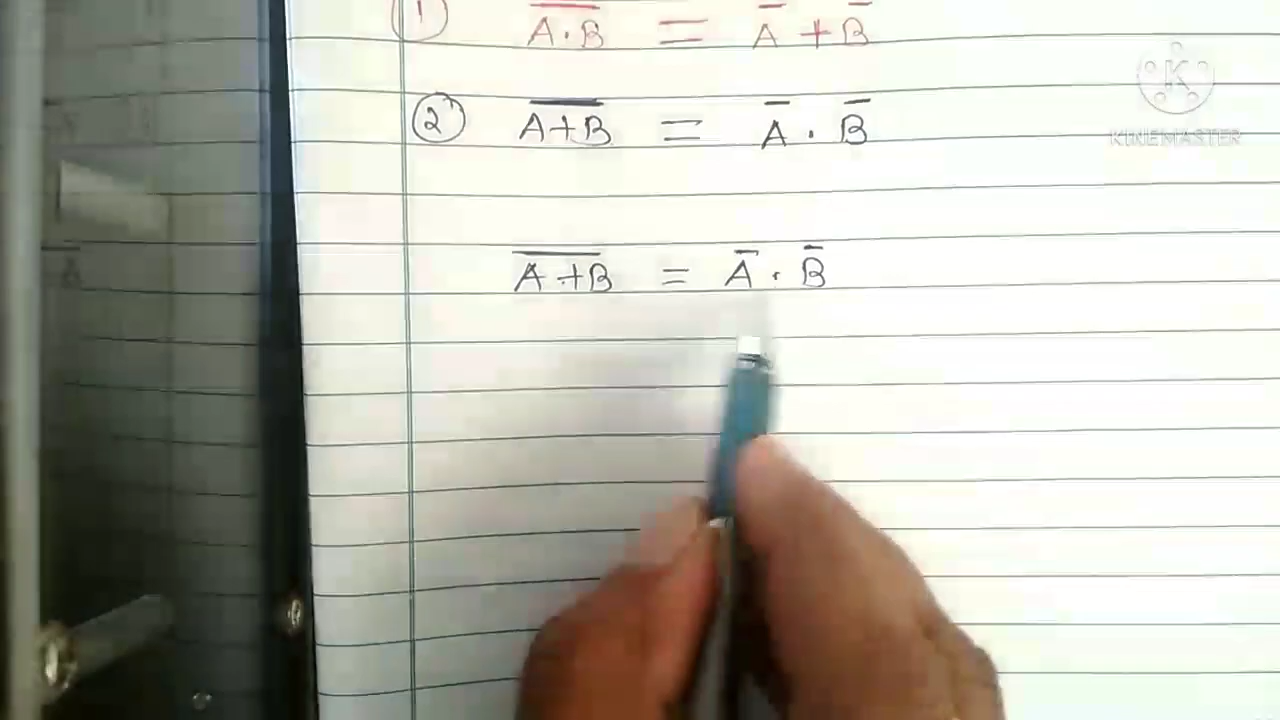 ① A̅·̅B̅ = A̅ + B̅
K
KINEMASTER
② A̅+̅B̅ = A̅ · B̅
A̅+̅B̅ = A̅ · B̅